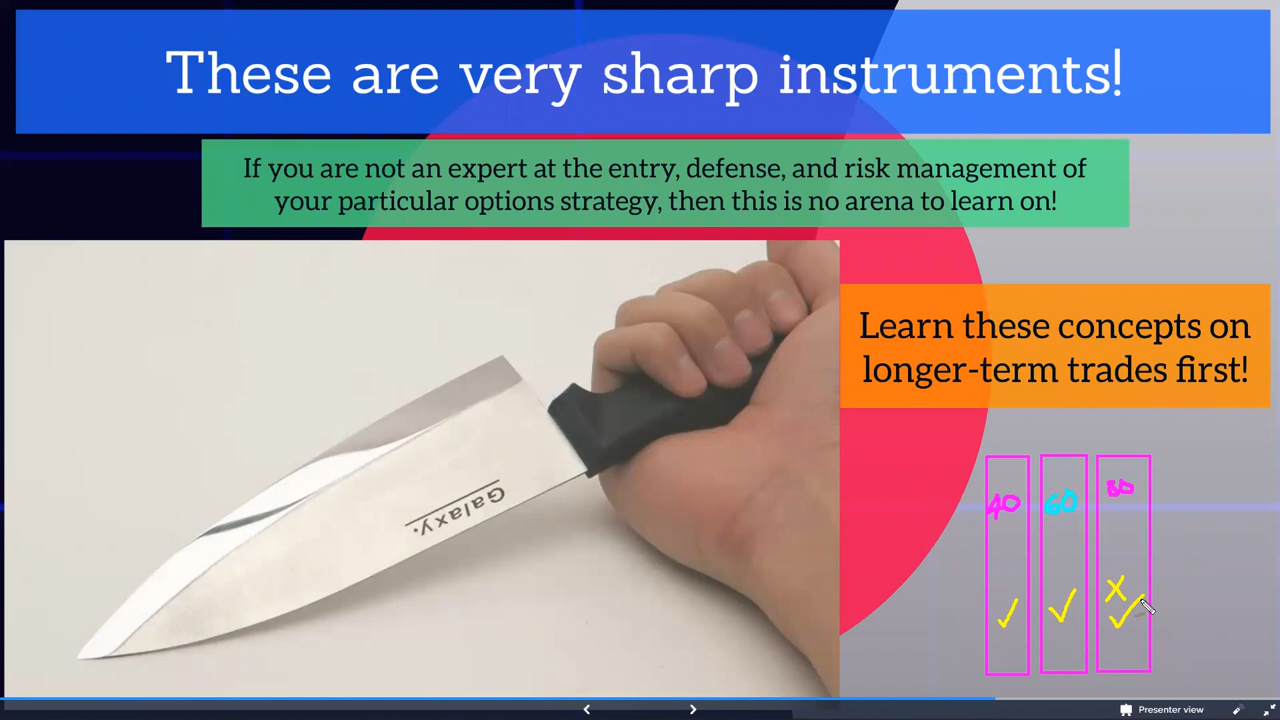 These are very sharp instruments!
If you are not an expert at the entry, defense, and risk management of
your particular options strategy, then this is no arena to learn on!
Learn these concepts on
longer-term trades first!
Galaxy.
40 60 80
Presenter view